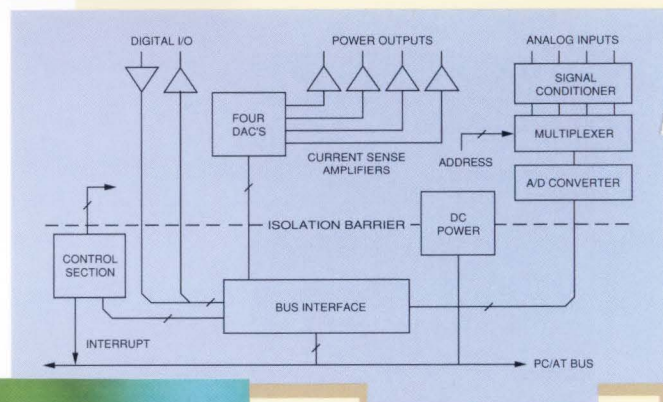 DIGITAL I/O
POWER OUTPUTS
ANALOG INPUTS
SIGNAL
CONDITIONER
FOUR
DAC'S
MULTIPLEXER
CURRENT SENSE
AMPLIFIERS
ADDRESS
A/D CONVERTER
ISOLATION BARRIER
DC
POWER
CONTROL
SECTION
BUS INTERFACE
INTERRUPT
PC/AT BUS